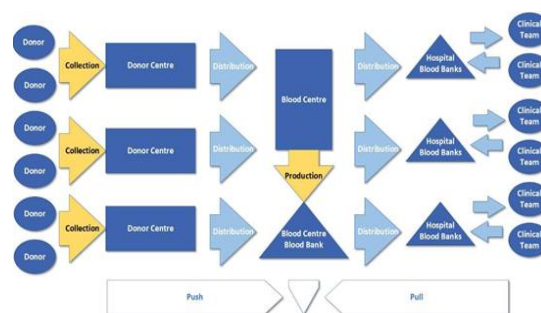 Donor
Donor
Collection
Donor Centre
Distribution
Blood Centre
Distribution
Hospital
Blood Banks
Clinical
Team
Clinical
Team
Donor
Donor
Collection
Donor Centre
Distribution
Production
Distribution
Hospital
Blood Banks
Clinical
Team
Clinical
Team
Donor
Donor
Collection
Donor Centre
Distribution
Blood Centre
Blood Bank
Distribution
Hospital
Blood Banks
Clinical
Team
Clinical
Team
Push
Pull